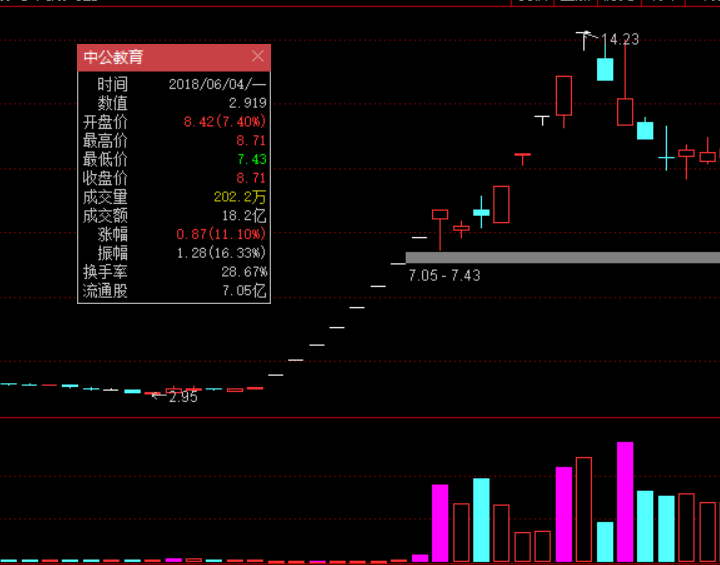 中公教育
时间 2018/06/04/一
数值 2.919
开盘价 8.42(7.40%)
最高价 8.71
最低价 7.43
收盘价 8.71
成交量 202.2万
成交额 18.2亿
涨幅 0.87(11.10%)
振幅 1.28(16.33%)
换手率 28.67%
流通股 7.05亿
14.23
7.05-7.43
2.95